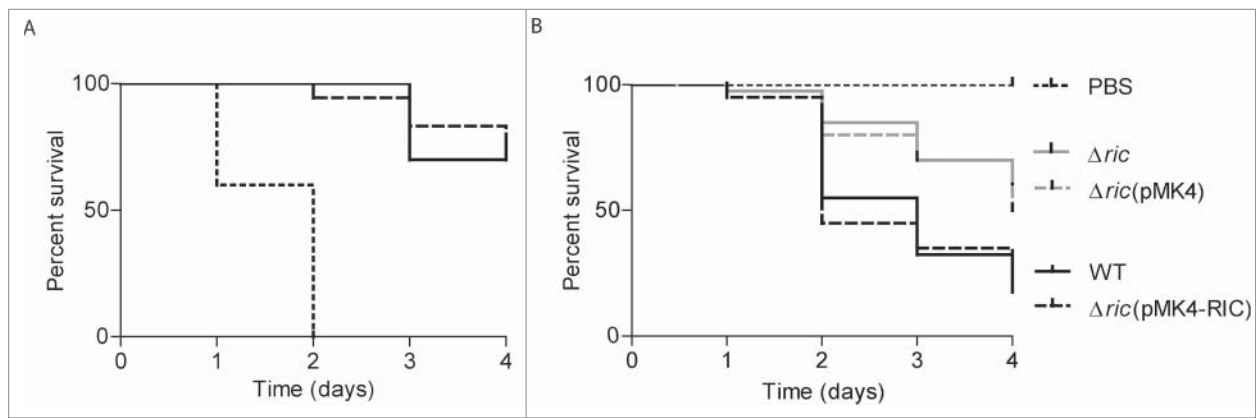 A
Percent survival
100
50
0
0 1 2 3 4
Time (days)
B
Percent survival
100
50
0
0 1 2 3 4
Time (days)
PBS
Δric
Δric(pMK4)
WT
Δric(pMK4-RIC)